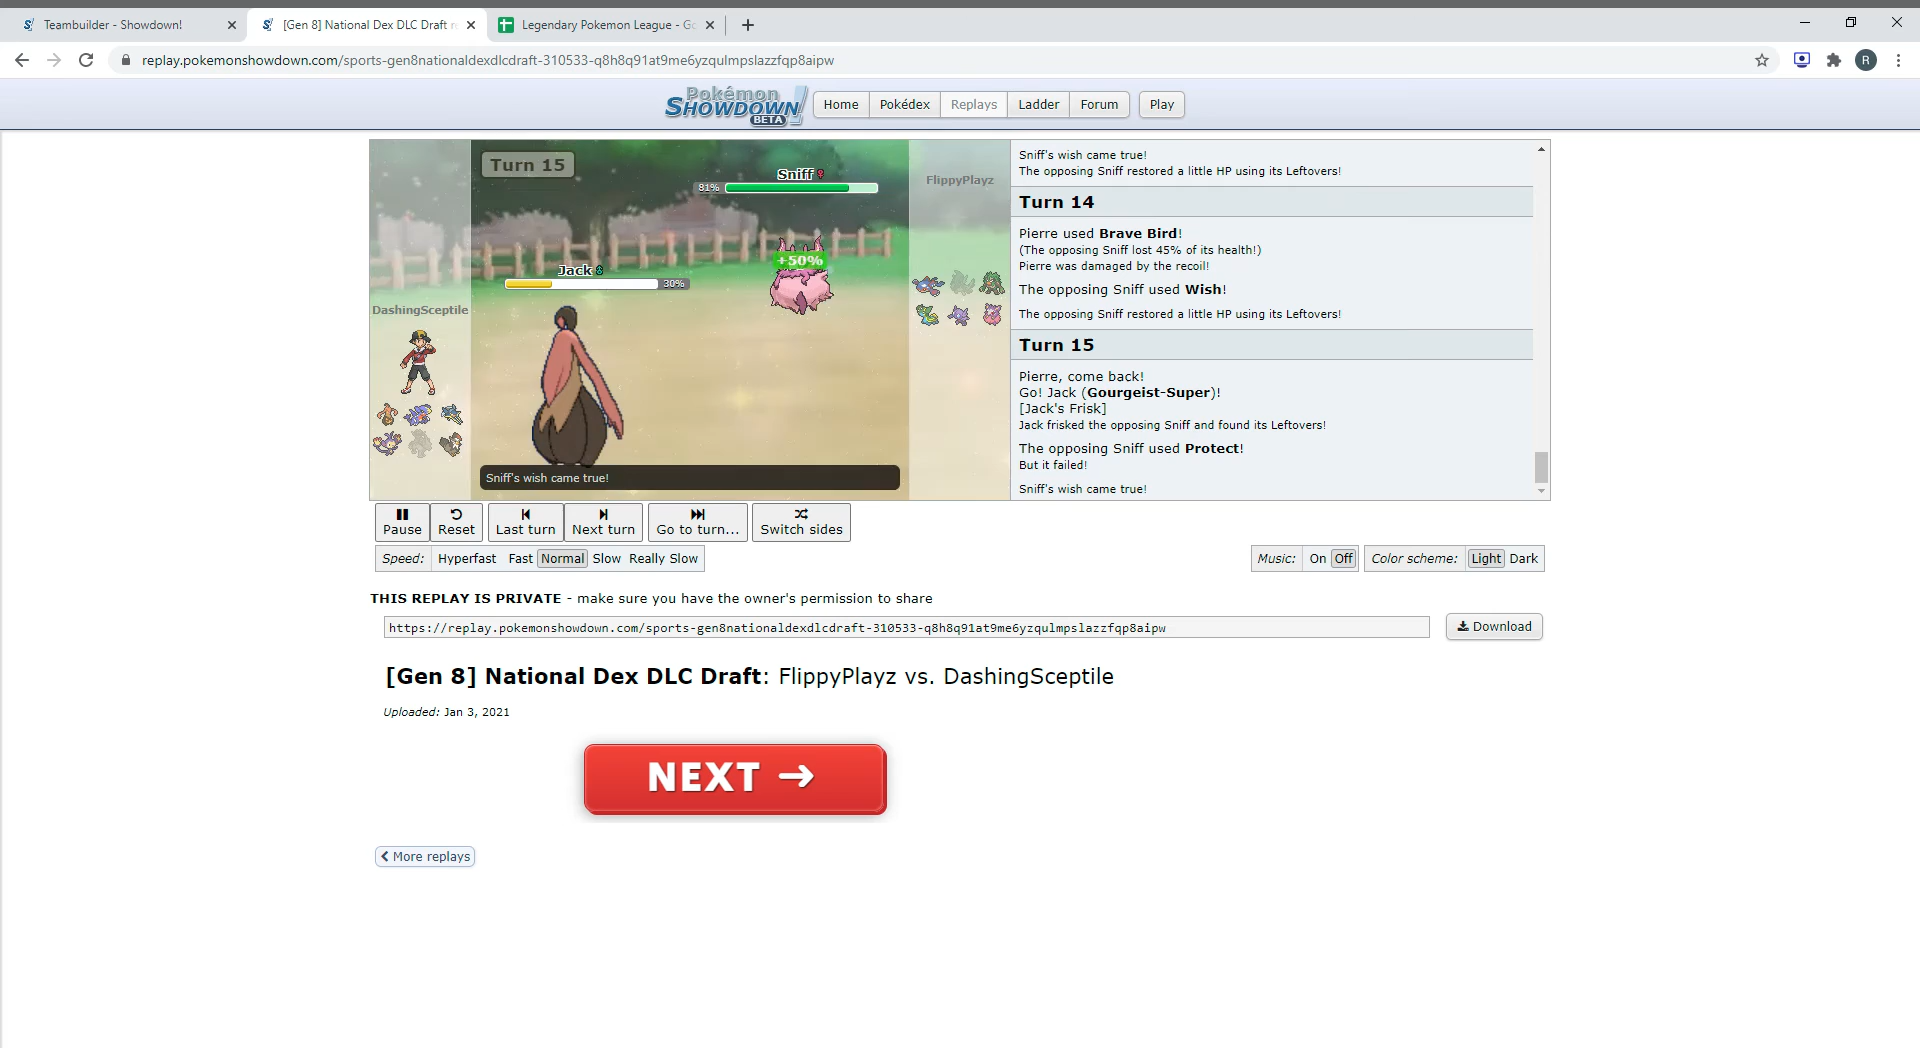 Teambuilder - Showdown!
[Gen 8] National Dex DLC Draft re
Legendary Pokemon League - Go
replay.pokemonshowdown.com/sports-gen8nationaldexdlcdraft-310533-q8h8q91at9me6yzqulmpslazzfqp8aipw
R
Pokémon
SHOWDOWN!
BETA
Home
Pokédex
Replays
Ladder
Forum
Play
Turn 15
Sniff
81%
FlippyPlayz
+50%
Jack
30%
DashingSceptile
Sniff's wish came true!
Sniff's wish came true!
The opposing Sniff restored a little HP using its Leftovers!
Turn 14
Pierre used Brave Bird!
(The opposing Sniff lost 45% of its health!)
Pierre was damaged by the recoil!
The opposing Sniff used Wish!
The opposing Sniff restored a little HP using its Leftovers!
Turn 15
Pierre, come back!
Go! Jack (Gourgeist-Super)!
[Jack's Frisk]
Jack frisked the opposing Sniff and found its Leftovers!
The opposing Sniff used Protect!
But it failed!
Sniff's wish came true!
Pause
Reset
Last turn
Next turn
Go to turn...
Switch sides
Speed: Hyperfast Fast Normal Slow Really Slow
Music: On Off
Color scheme: Light Dark
THIS REPLAY IS PRIVATE - make sure you have the owner's permission to share
https://replay.pokemonshowdown.com/sports-gen8nationaldexdlcdraft-310533-q8h8q91at9me6yzqulmpslazzfqp8aipw
Download
[Gen 8] National Dex DLC Draft: FlippyPlayz vs. DashingSceptile
Uploaded: Jan 3, 2021
NEXT →
More replays